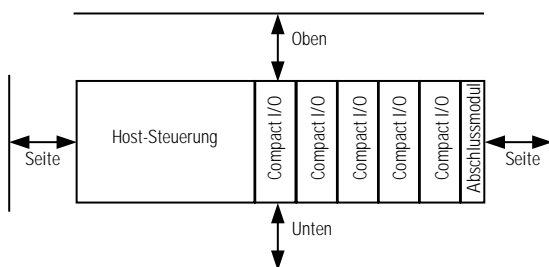 Oben
Host-Steuerung
Compact I/O
Compact I/O
Compact I/O
Compact I/O
Compact I/O
Abschlussmodul
Seite
Seite
Unten